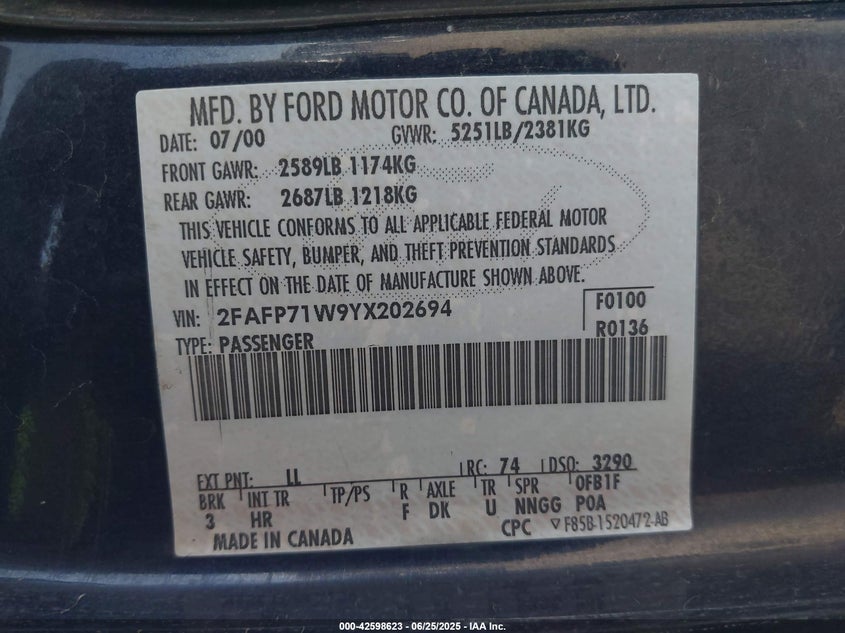 MFD. BY FORD MOTOR CO. OF CANADA, LTD.
DATE: 07/00 GVWR: 5251LB/2381KG
FRONT GAWR: 2589LB 1174KG
REAR GAWR: 2687LB 1218KG
THIS VEHICLE CONFORMS TO ALL APPLICABLE FEDERAL MOTOR
VEHICLE SAFETY, BUMPER, AND THEFT PREVENTION STANDARDS
IN EFFECT ON THE DATE OF MANUFACTURE SHOWN ABOVE.
VIN: 2FAFP71W9YX202694 F0100
TYPE: PASSENGER R0136
EXT PNT: LL RC: 74 DSO: 3290
BRK INT TR TP/PS R AXLE TR SPR 0FB1F
3 HR F DK U NNGG POA
MADE IN CANADA CPC ▽F85B-1520472-AB
000-42598623 - 06/25/2025 - IAA Inc.